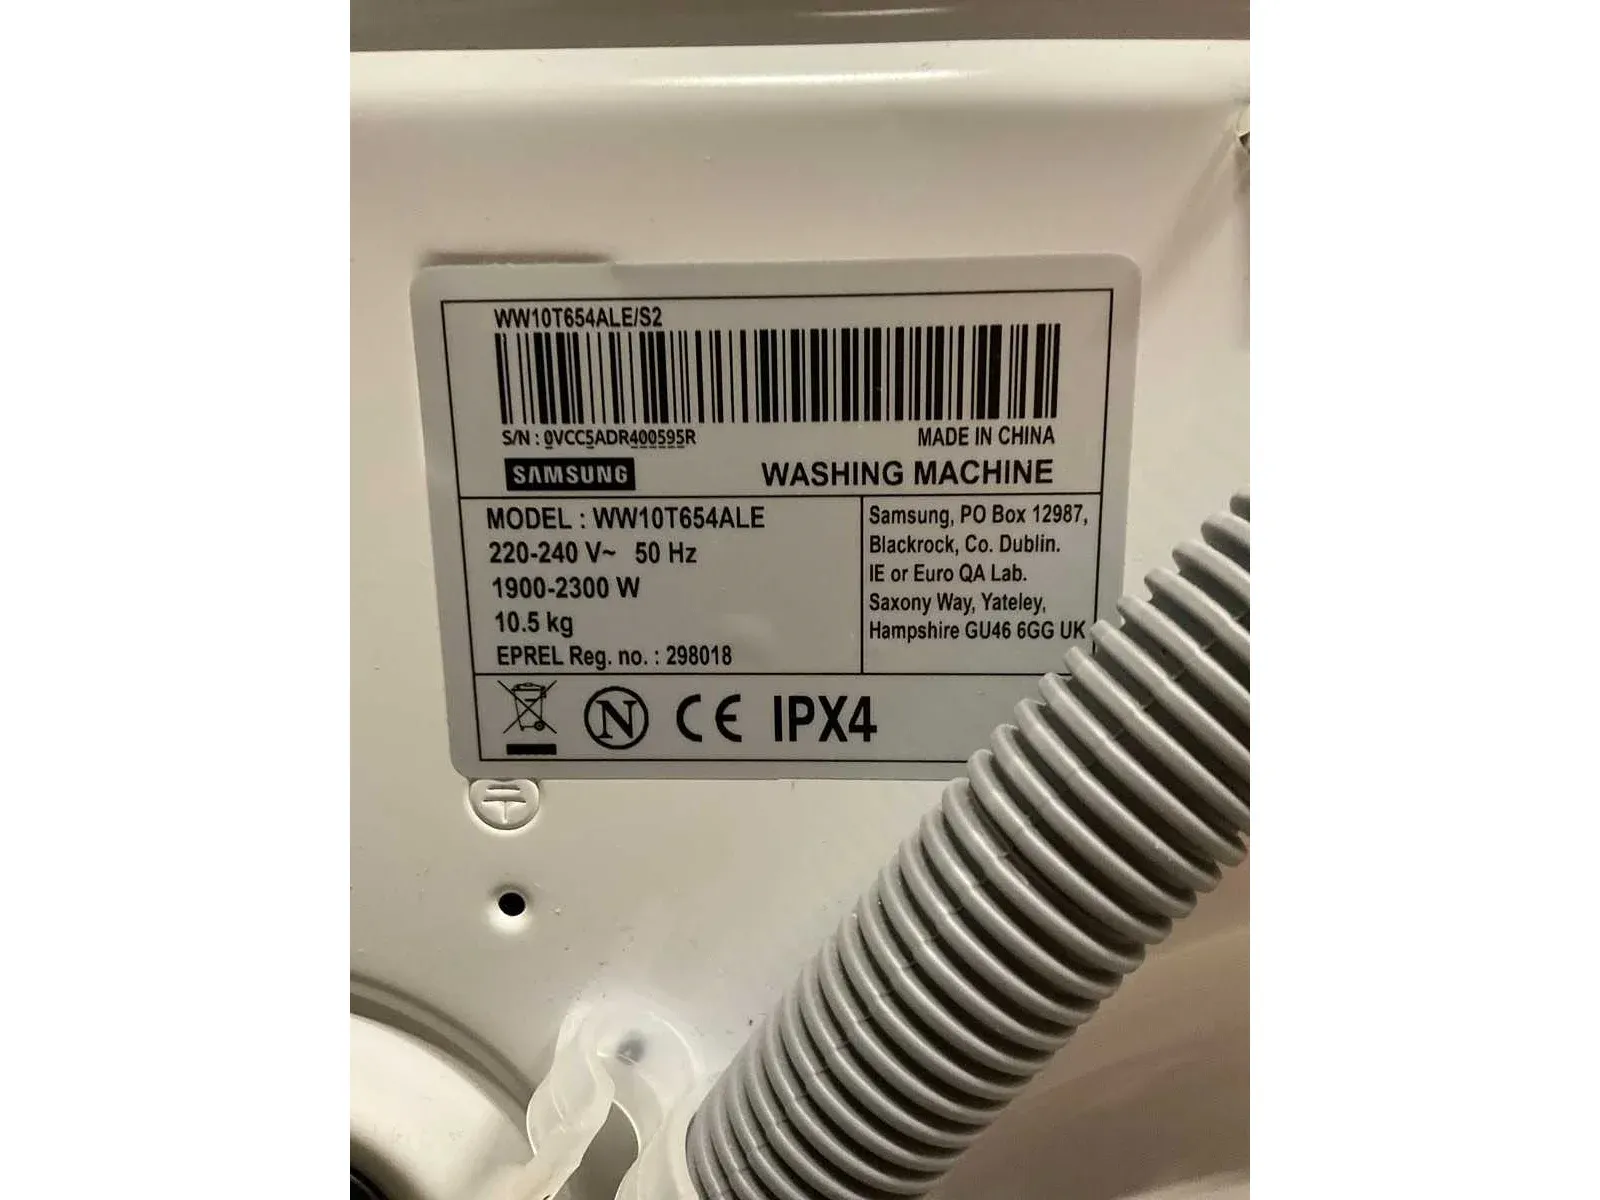 WW10T654ALE/S2
S/N : 0VCC5ADR400595R
MADE IN CHINA
SAMSUNG
WASHING MACHINE
MODEL : WW10T654ALE
220-240 V~ 50 Hz
1900-2300 W
10.5 kg
EPREL Reg. no. : 298018
Samsung, PO Box 12987,
Blackrock, Co. Dublin.
IE or Euro QA Lab.
Saxony Way, Yateley,
Hampshire GU46 6GG UK
N CE IPX4